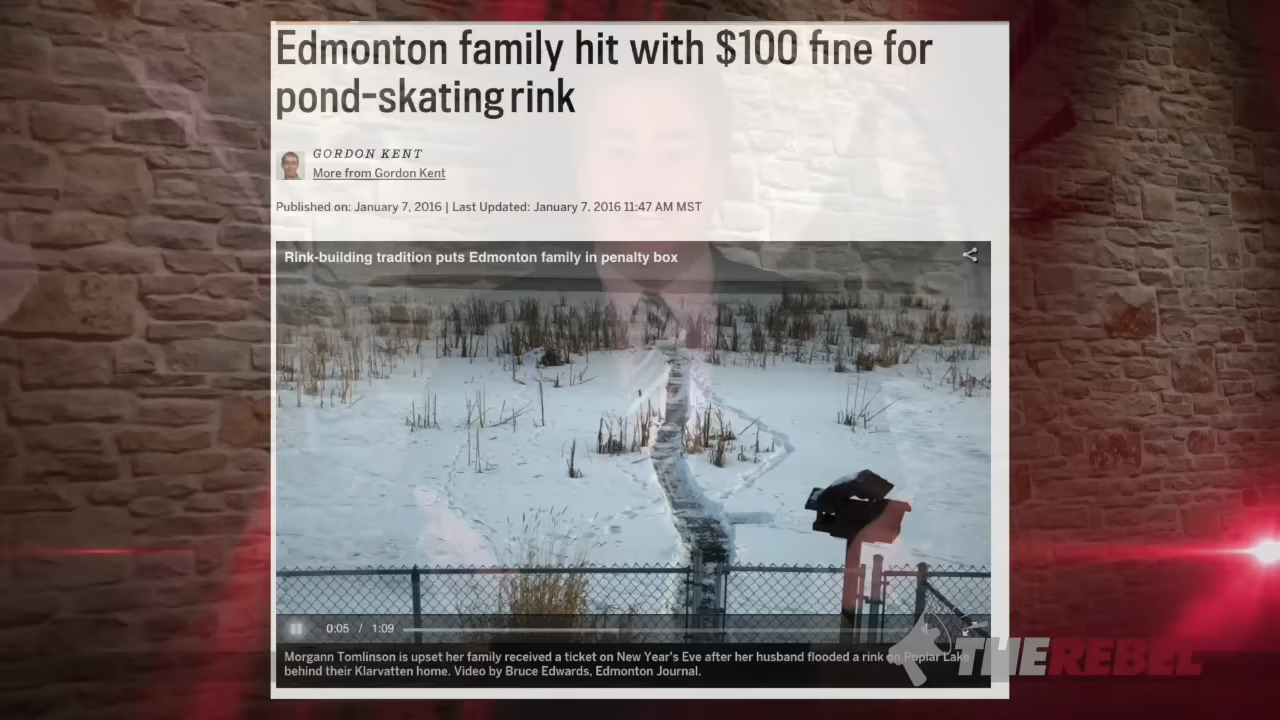 Edmonton family hit with $100 fine for
pond-skating rink
GORDON KENT
More from Gordon Kent
Published on: January 7, 2016 | Last Updated: January 7, 2016 11:47 AM MST
Rink-building tradition puts Edmonton family in penalty box
0:05 / 1:09
Morgann Tomlinson is upset her family received a ticket on New Year's Eve after her husband flooded a rink on Poplar Lake
behind their Klarvatten home. Video by Bruce Edwards, Edmonton Journal.
THEREBEL